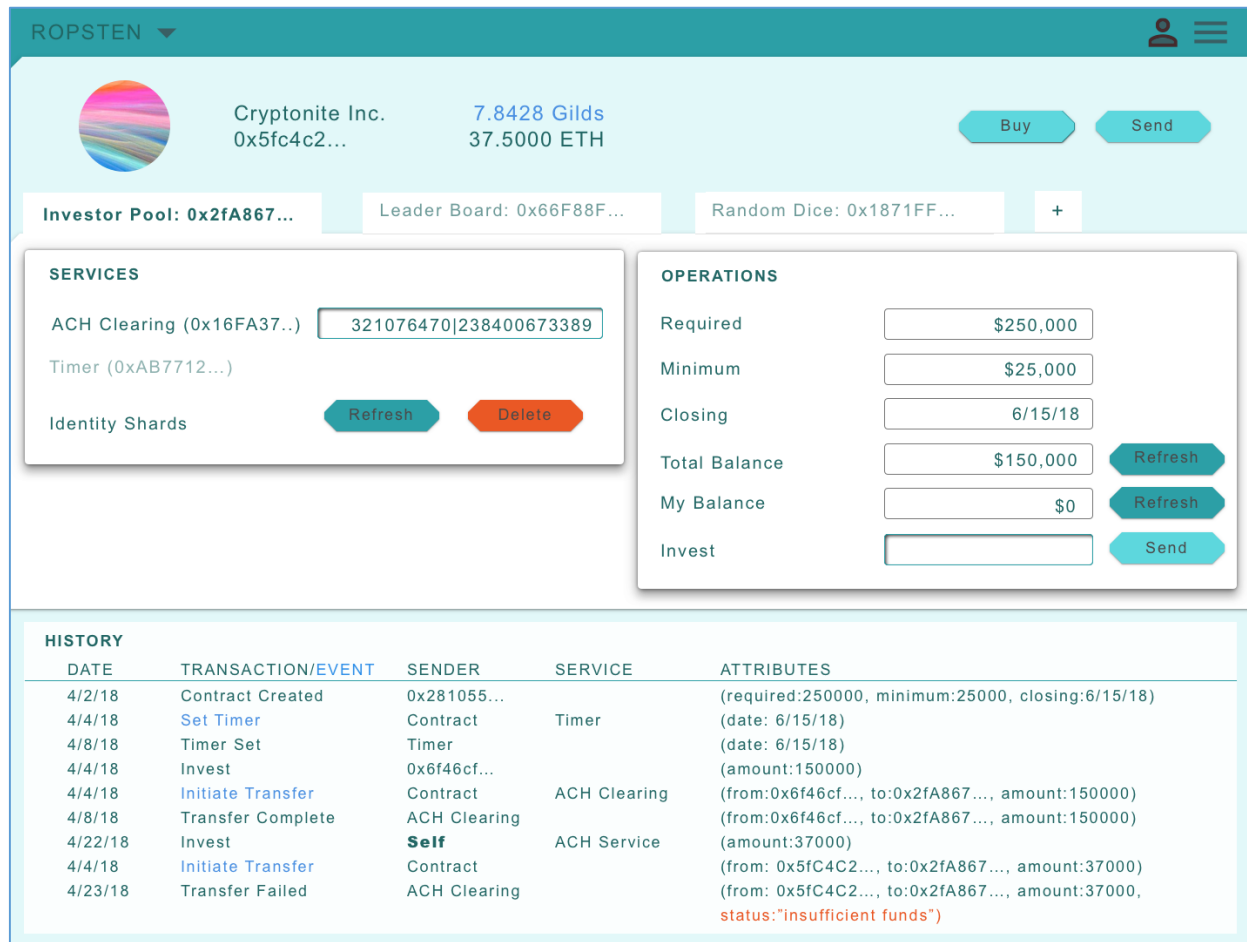 ROPSTEN
Cryptonite Inc. 7.8428 Gilds
0x5fc4c2... 37.5000 ETH
Buy Send
Investor Pool: 0x2fA867... Leader Board: 0x66F88F... Random Dice: 0x1871FF... +
SERVICES
ACH Clearing (0x16FA37..) 321076470|238400673389
Timer (0xAB7712...)
Identity Shards Refresh Delete
OPERATIONS
Required $250,000
Minimum $25,000
Closing 6/15/18
Total Balance $150,000 Refresh
My Balance $0 Refresh
Invest Send
HISTORY
DATE TRANSACTION/EVENT SENDER SERVICE ATTRIBUTES
4/2/18 Contract Created 0x281055... (required:250000, minimum:25000, closing:6/15/18)
4/4/18 Set Timer Contract Timer (date: 6/15/18)
4/8/18 Timer Set Timer (date: 6/15/18)
4/4/18 Invest 0x6f46cf... (amount:150000)
4/4/18 Initiate Transfer Contract ACH Clearing (from:0x6f46cf..., to:0x2fA867..., amount:150000)
4/8/18 Transfer Complete ACH Clearing (from:0x6f46cf..., to:0x2fA867..., amount:150000)
4/22/18 Invest Self ACH Service (amount:37000)
4/4/18 Initiate Transfer Contract (from: 0x5fC4C2..., to:0x2fA867..., amount:37000)
4/23/18 Transfer Failed ACH Clearing (from: 0x5fC4C2..., to:0x2fA867..., amount:37000,
status:”insufficient funds”)